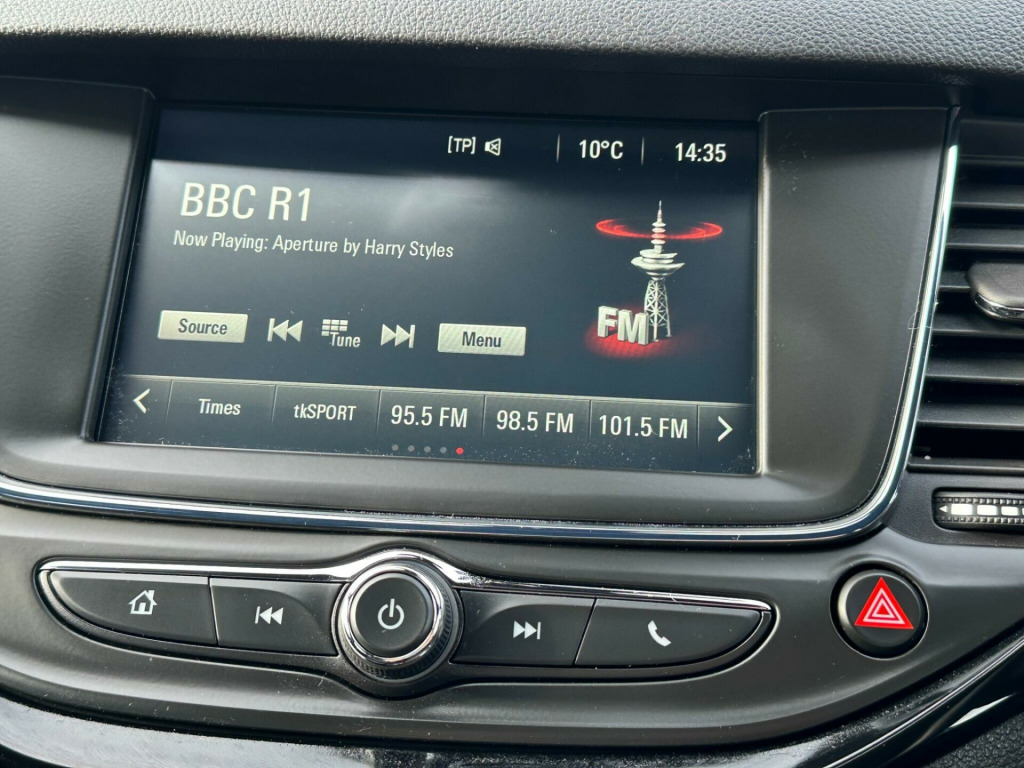 [TP] 10°C 14:35
BBC R1
Now Playing: Aperture by Harry Styles
FM
Source Tune Menu
Times tkSPORT 95.5 FM 98.5 FM 101.5 FM